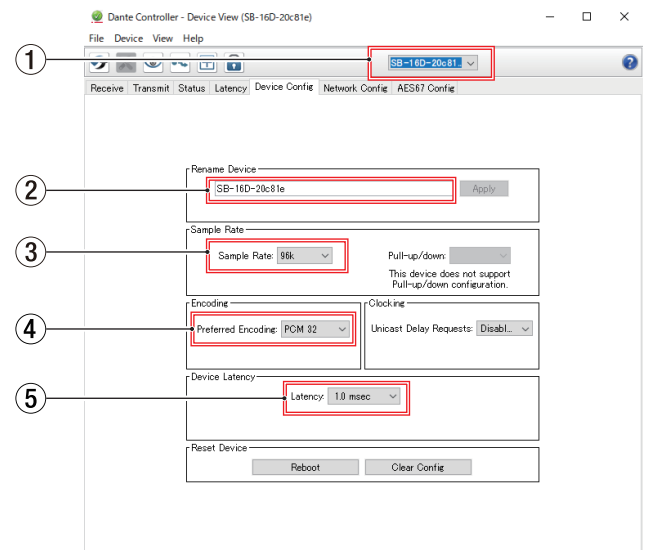 Dante Controller - Device View (SB-16D-20c81e)
File Device View Help
1
SB-16D-20c81...
?
Receive Transmit Status Latency Device Config Network Config AES67 Config
Rename Device
2
SB-16D-20c81e
Apply
Sample Rate
3
Sample Rate: 96k
Pull-up/down:
This device does not support
Pull-up/down configuration.
Encoding
Clocking
4
Preferred Encoding: PCM 32
Unicast Delay Requests: Disabl...
Device Latency
5
Latency: 1.0 msec
Reset Device
Reboot
Clear Config